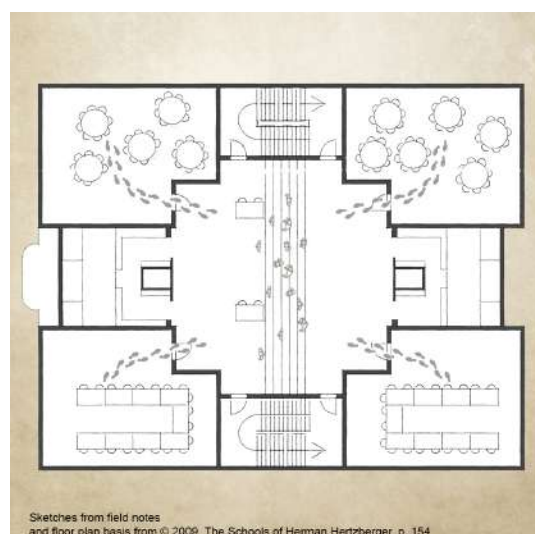 Sketches from field notes
and floor plan basis from © 2009, The Schools of Herman Hertzberger, p. 154